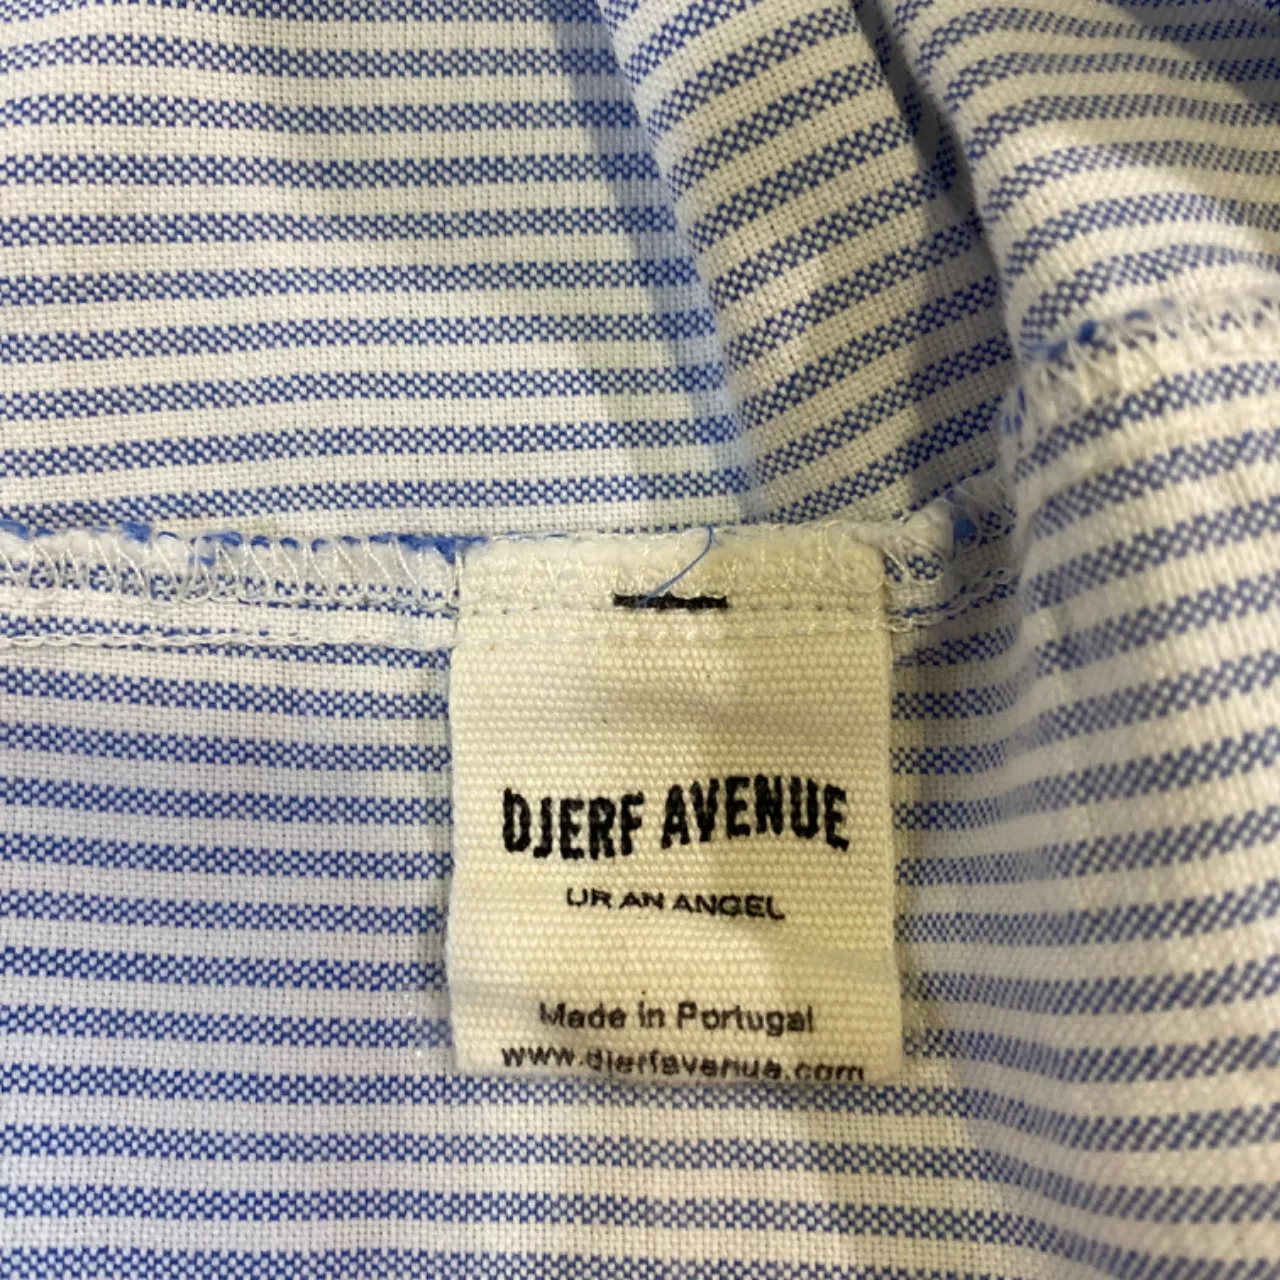 DJERF AVENUE
UR AN ANGEL
Made in Portugal
www.djerfavenue.com